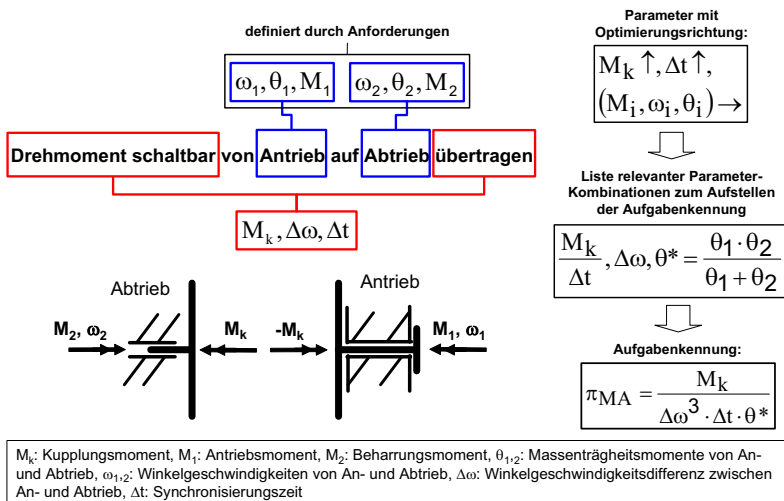 definiert durch Anforderungen
ω₁,θ₁,M₁
ω₂,θ₂,M₂
Drehmoment schaltbar von Antrieb auf Abtrieb übertragen
Mₖ,Δω,Δt
Abtrieb
Antrieb
M₂, ω₂
Mₖ
-Mₖ
M₁, ω₁
Parameter mit
Optimierungsrichtung:
Mₖ ↑,Δt ↑,
(Mᵢ,ωᵢ,θᵢ)→
Liste relevanter Parameter-
Kombinationen zum Aufstellen
der Aufgabenkennung
Mₖ/Δt ,Δω,θ* = θ₁·θ₂/θ₁+θ₂
Aufgabenkennung:
π_MA = Mₖ/Δω³·Δt·θ*
Mₖ: Kupplungsmoment, M₁: Antriebsmoment, M₂: Beharrungsmoment, θ₁,₂: Massenträgheitsmomente von An-
und Abtrieb, ω₁,₂: Winkelgeschwindigkeiten von An- und Abtrieb, Δω: Winkelgeschwindigkeitsdifferenz zwischen
An- und Abtrieb, Δt: Synchronisierungszeit